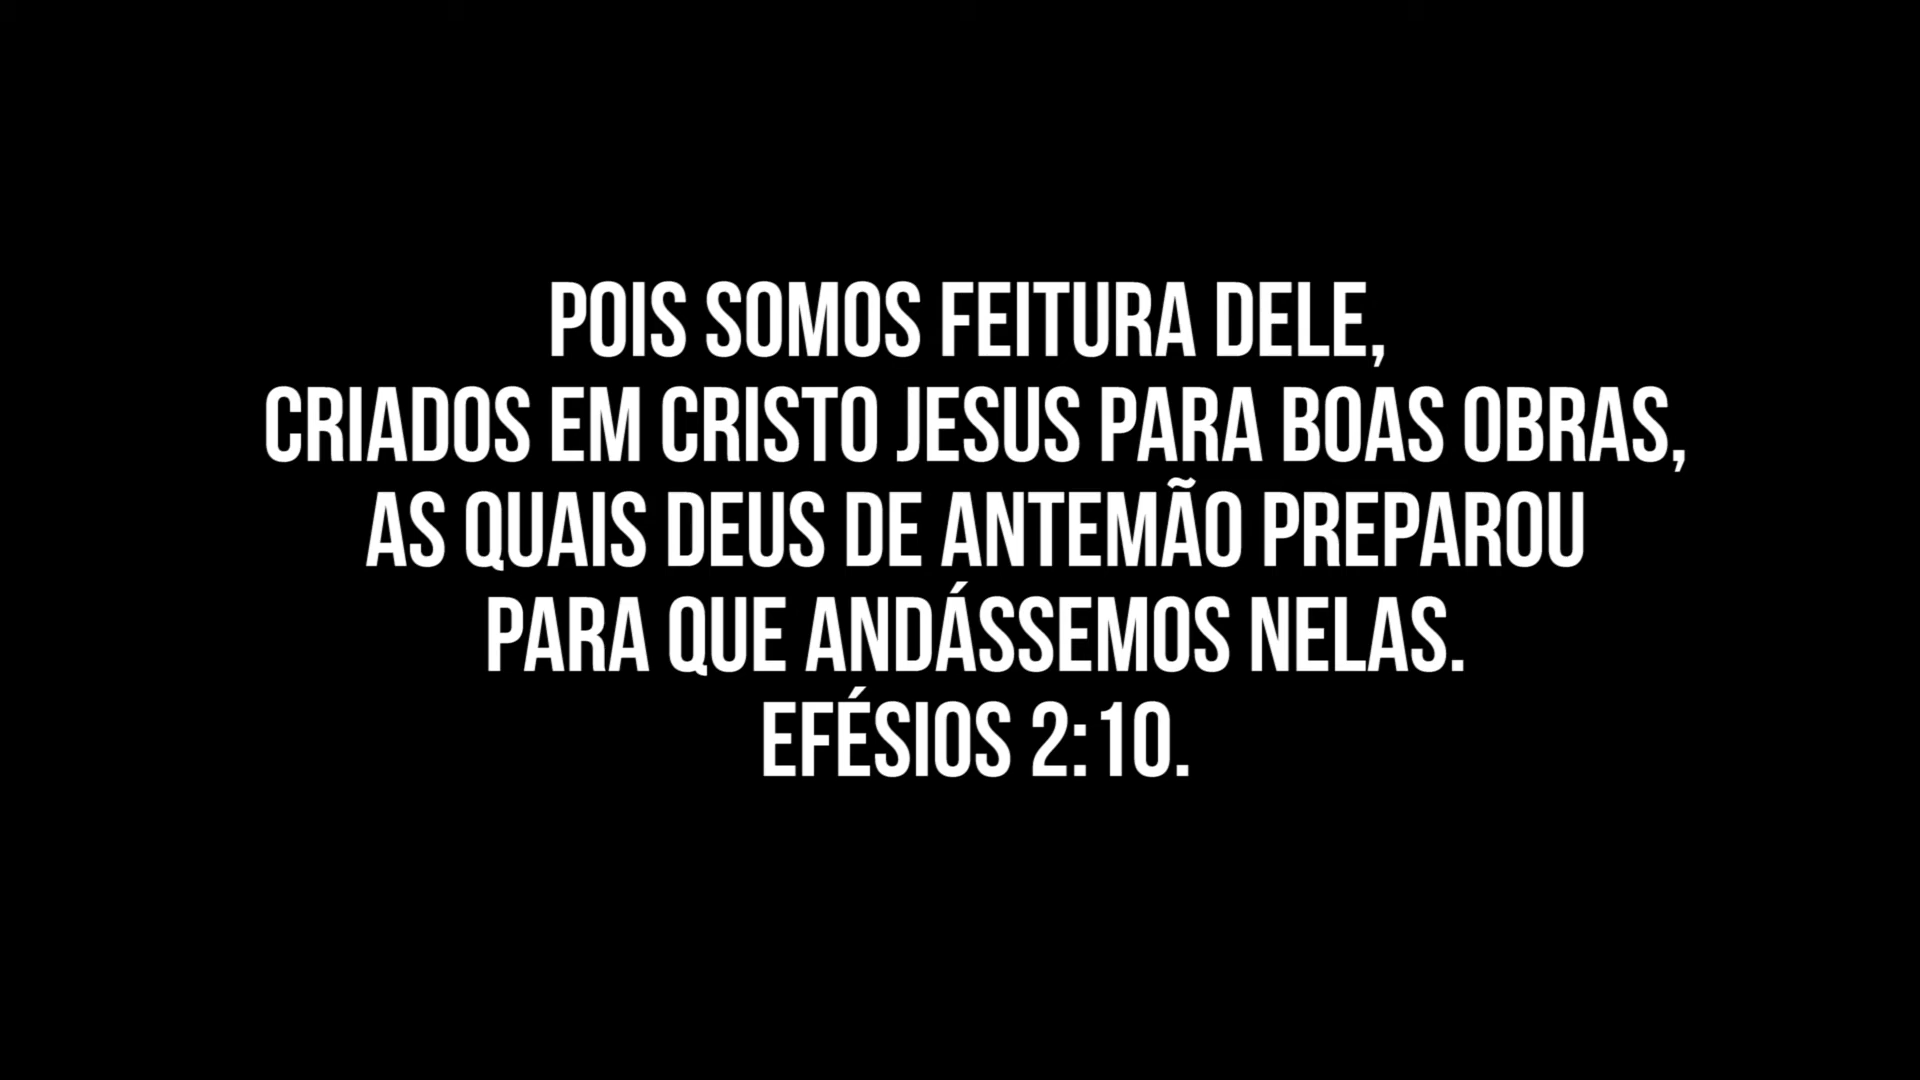 POIS SOMOS FEITURA DELE,
CRIADOS EM CRISTO JESUS PARA BOAS OBRAS,
AS QUAIS DEUS DE ANTEMÃO PREPAROU
PARA QUE ANDÁSSEMOS NELAS.
EFÉSIOS 2:10.